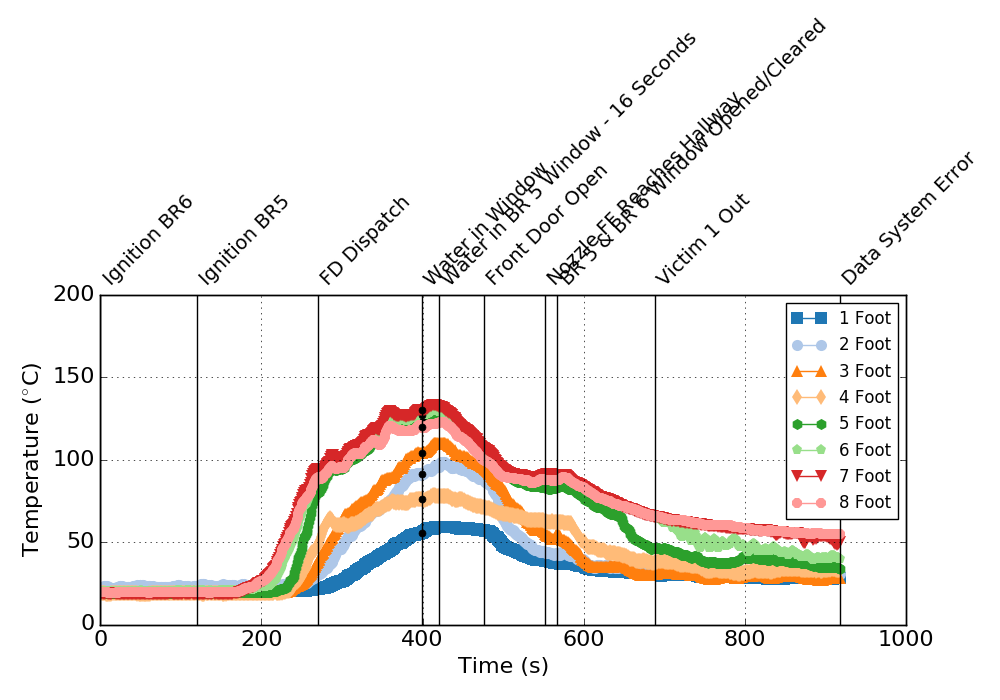 Ignition BR6
Ignition BR5
FD Dispatch
Water in Window
Water in BR 5 Window - 16 Seconds
Front Door Open
Nozzle FF Reaches Hallway
BR 5 & BR 6 Window Opened/Cleared
Victim 1 Out
Data System Error
200
150
100
50
0
Temperature (°C)
0
200
400
600
800
1000
Time (s)
1 Foot
2 Foot
3 Foot
4 Foot
5 Foot
6 Foot
7 Foot
8 Foot